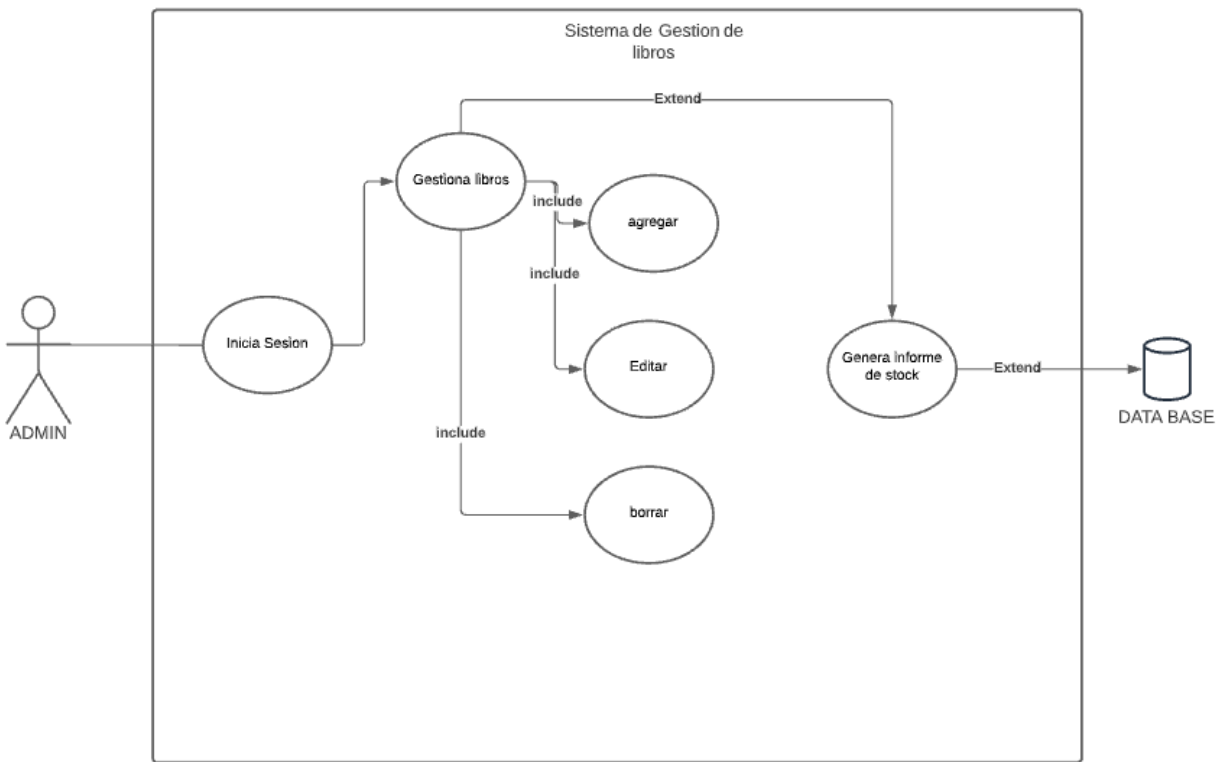 Sistema de Gestion de
libros
Extend
Gestiona libros
include
agregar
include
Inicia Sesion
Editar
Genera informe
de stock
Extend
DATA BASE
ADMIN
include
borrar